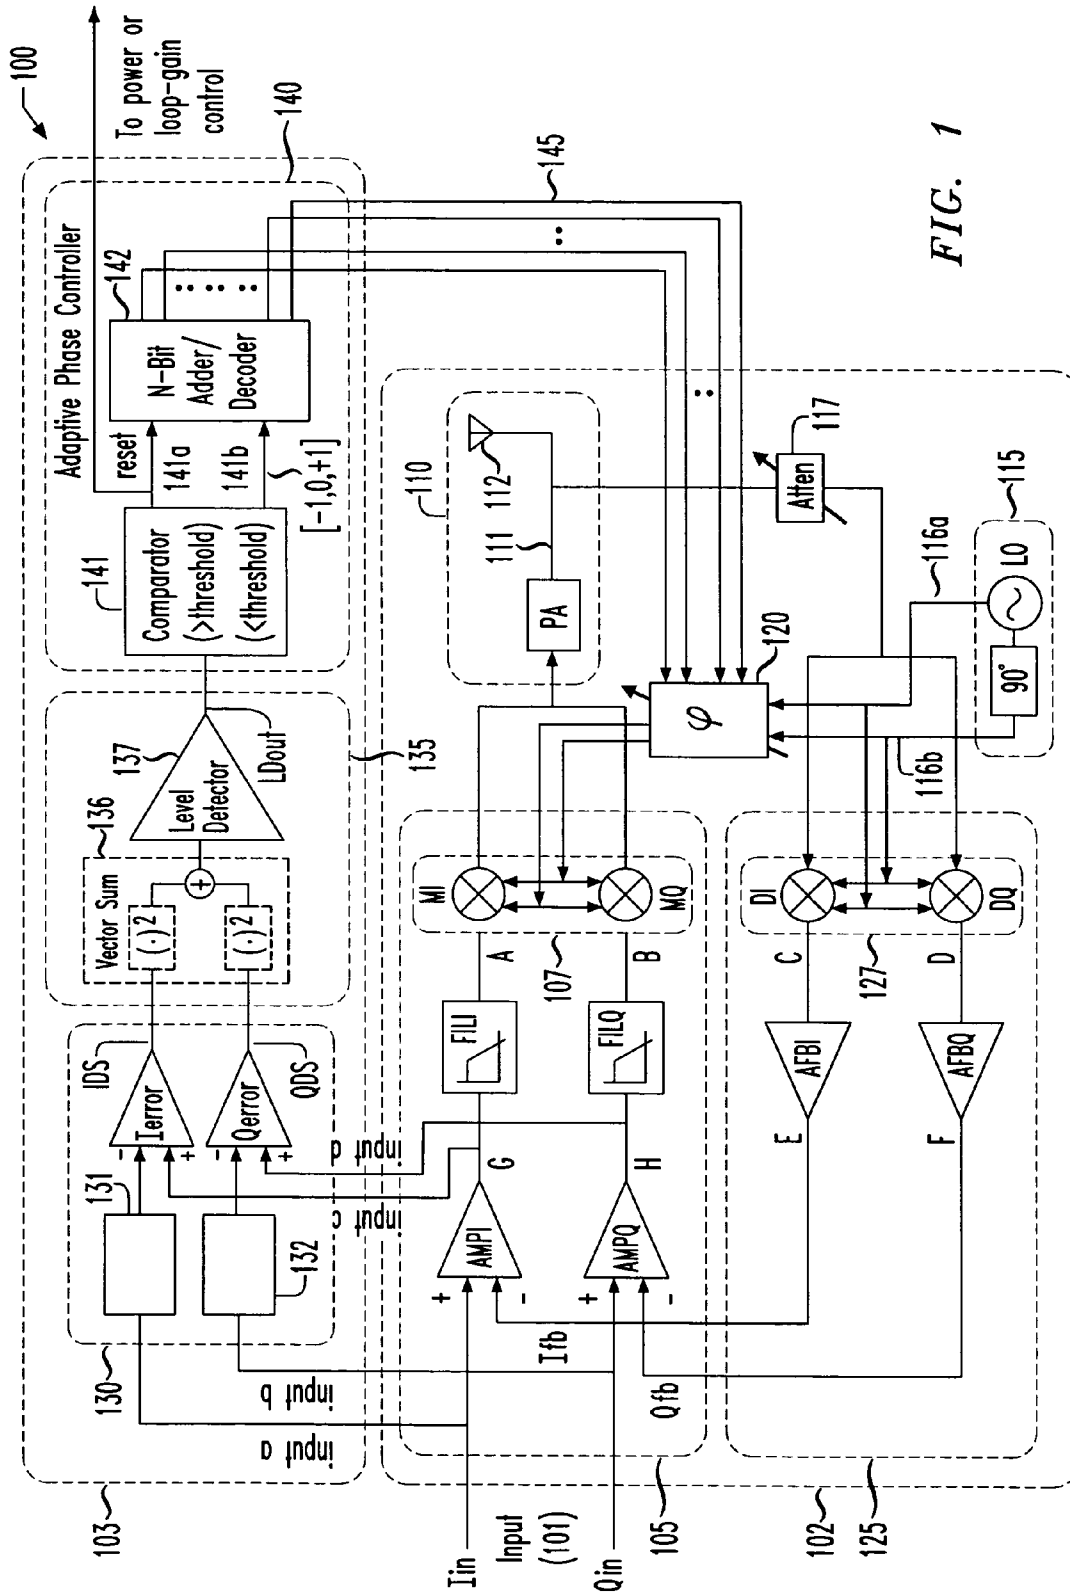 100
To power or
loop-gain
control
Adaptive Phase Controller
140
141
Comparator
(>threshold)
(<threshold)
reset
141a
141b
[-1,0,+1]
142
N-Bit
Adder/
Decoder
145
137
Level
Detector
LDout
135
136
Vector Sum
(·)²
(·)²
+
IDS
Ierror
-
+
QDS
Qerror
-
+
131
132
130
103
input a
input b
input c
input d
110
111
112
PA
MI
MQ
107
A
B
FILI
FILQ
G
H
AMPI
AMPQ
+
-
+
-
Iin
Input
(101)
Qin
Ifb
Qfb
105
120
φ
117
Atten
116a
116b
115
LO
90°
DI
DQ
127
C
D
AFBI
AFBQ
E
F
102
125
FIG. 1